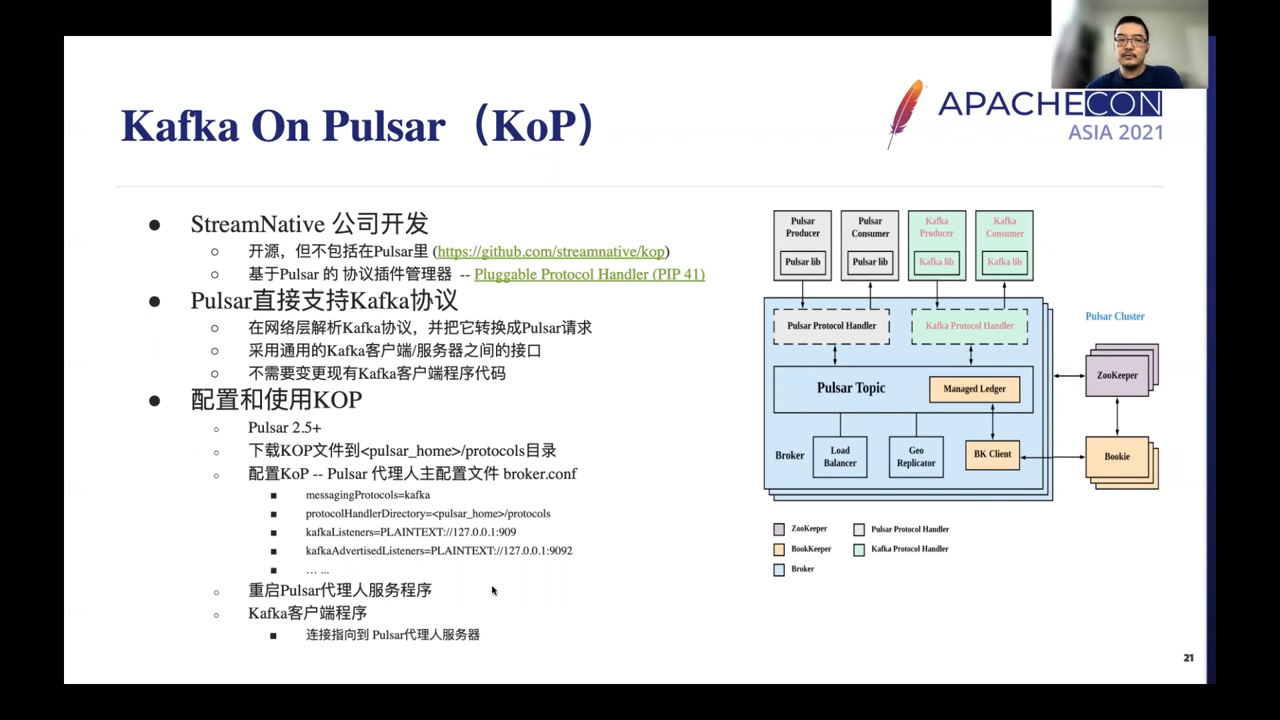 APACHECON
ASIA 2021
Kafka On Pulsar（KoP）
● StreamNative 公司开发
○ 开源，但不包括在Pulsar里 (https://github.com/streamnative/kop)
○ 基于Pulsar 的 协议插件管理器 -- Pluggable Protocol Handler (PIP 41)
● Pulsar直接支持Kafka协议
○ 在网络层解析Kafka协议，并把它转换成Pulsar请求
○ 采用通用的Kafka客户端/服务器之间的接口
○ 不需要变更现有Kafka客户端程序代码
● 配置和使用KOP
○ Pulsar 2.5+
○ 下载KOP文件到<pulsar_home>/protocols目录
○ 配置KoP -- Pulsar 代理人主配置文件 broker.conf
■ messagingProtocols=kafka
■ protocolHandlerDirectory=<pulsar_home>/protocols
■ kafkaListeners=PLAINTEXT://127.0.0.1:909
■ kafkaAdvertisedListeners=PLAINTEXT://127.0.0.1:9092
■ … ...
○ 重启Pulsar代理人服务程序
○ Kafka客户端程序
■ 连接指向到 Pulsar代理人服务器
Pulsar
Producer
Pulsar lib
Pulsar
Consumer
Pulsar lib
Kafka
Producer
Kafka lib
Kafka
Consumer
Kafka lib
Pulsar Protocol Handler
Kafka Protocol Handler
Pulsar Cluster
Pulsar Topic
Managed Ledger
ZooKeeper
Broker
Load
Balancer
Geo
Replicator
BK Client
Bookie
ZooKeeper
Pulsar Protocol Handler
BookKeeper
Kafka Protocol Handler
Broker
21